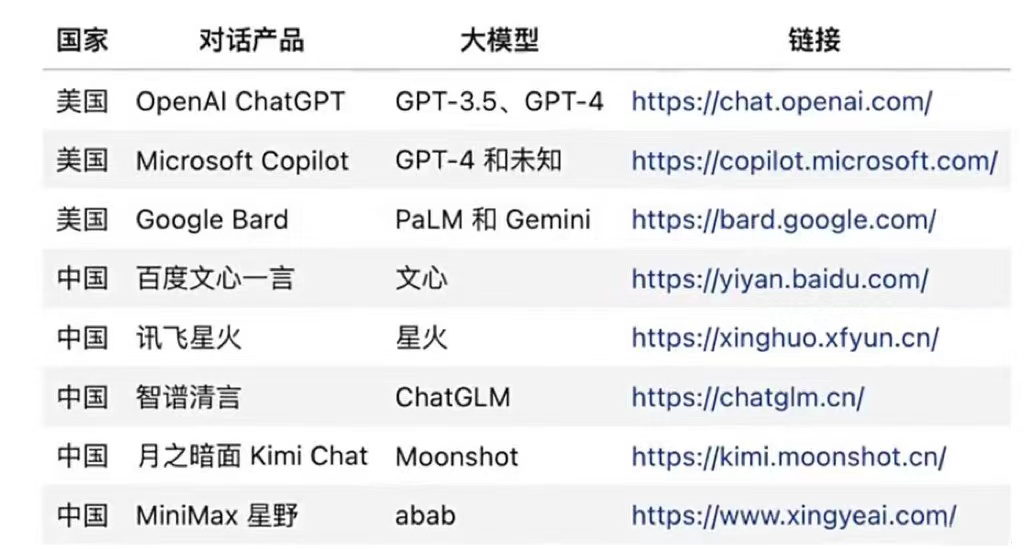 国家 对话产品 大模型 链接
美国 OpenAI ChatGPT GPT-3.5、GPT-4 https://chat.openai.com/
美国 Microsoft Copilot GPT-4 和未知 https://copilot.microsoft.com/
美国 Google Bard PaLM 和 Gemini https://bard.google.com/
中国 百度文心一言 文心 https://yiyan.baidu.com/
中国 讯飞星火 星火 https://xinghuo.xfyun.cn/
中国 智谱清言 ChatGLM https://chatglm.cn/
中国 月之暗面 Kimi Chat Moonshot https://kimi.moonshot.cn/
中国 MiniMax 星野 abab https://www.xingyeai.com/